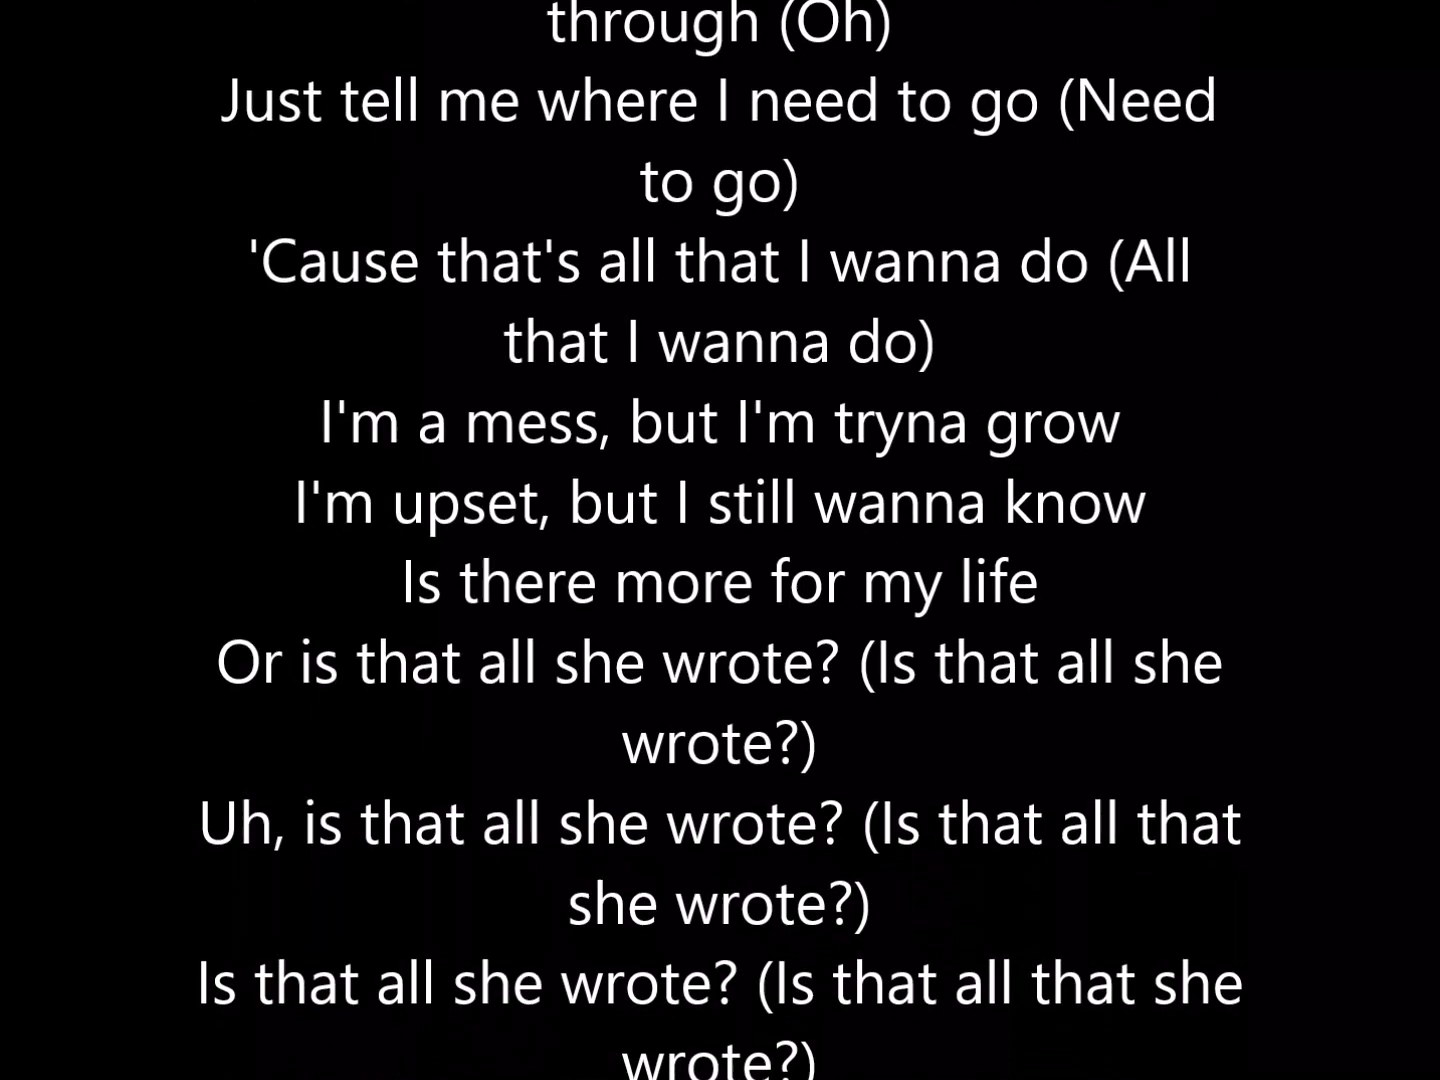 through (Oh)
Just tell me where I need to go (Need
to go)
'Cause that's all that I wanna do (All
that I wanna do)
I'm a mess, but I'm tryna grow
I'm upset, but I still wanna know
Is there more for my life
Or is that all she wrote? (Is that all she
wrote?)
Uh, is that all she wrote? (Is that all that
she wrote?)
Is that all she wrote? (Is that all that she
wrote?)